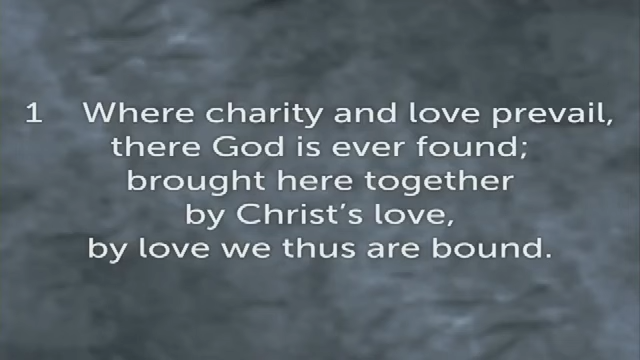 1 Where charity and love prevail,
there God is ever found;
brought here together
by Christ's love,
by love we thus are bound.